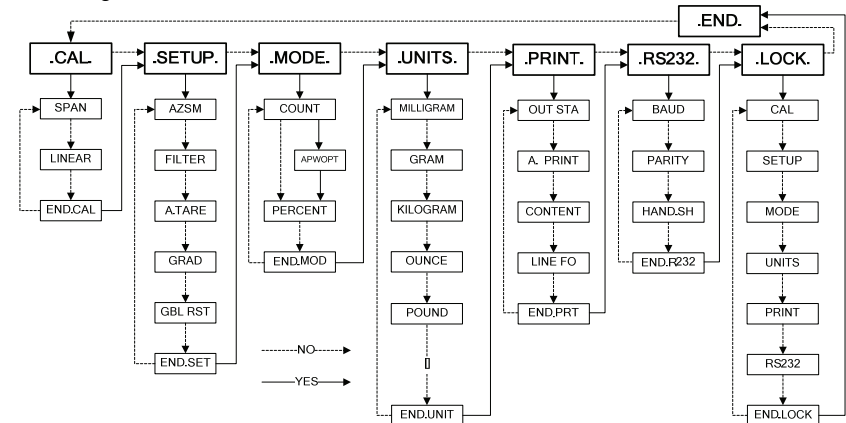 .END.
.CAL. .SETUP. .MODE. .UNITS. .PRINT. .RS232. .LOCK.
SPAN AZSM COUNT MILLIGRAM OUT STA BAUD CAL
LINEAR FILTER APWOPT GRAM A. PRINT PARITY SETUP
END.CAL A.TARE PERCENT KILOGRAM CONTENT HAND.SH MODE
GRAD END.MOD OUNCE LINE FO END.R232 UNITS
GBL RST POUND END.PRT PRINT
NO
END.SET RS232
YES
END.UNIT END.LOCK